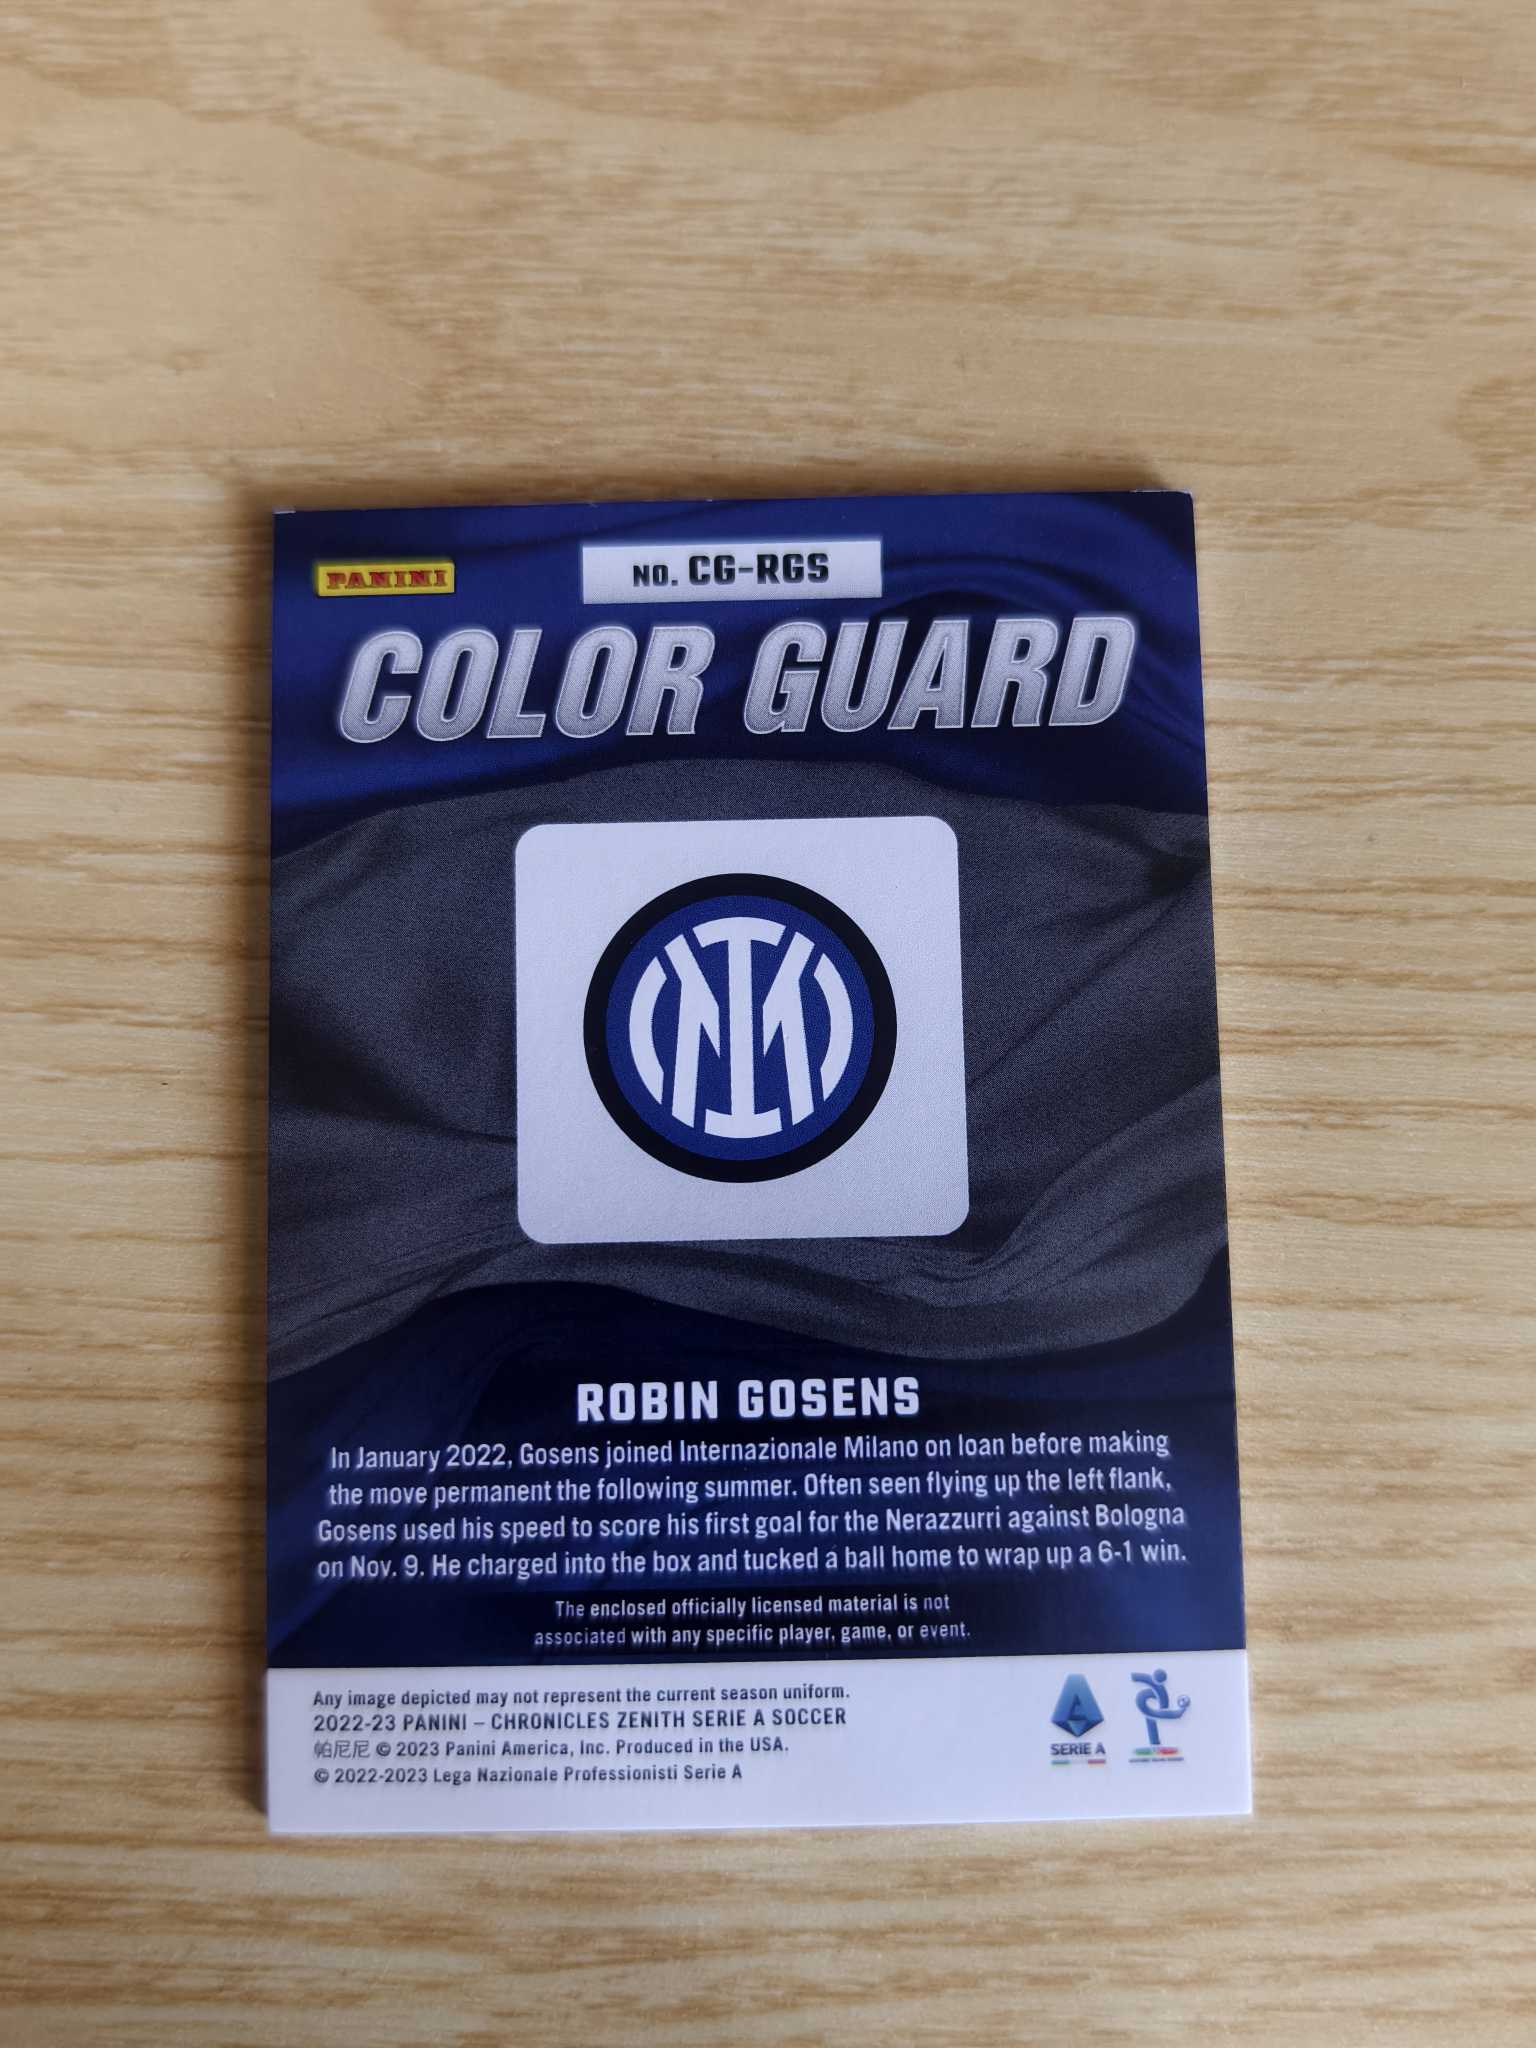 PANINI
NO. CG-RGS
COLOR GUARD
ROBIN GOSENS
In January 2022, Gosens joined Internazionale Milano on loan before making
the move permanent the following summer. Often seen flying up the left flank,
Gosens used his speed to score his first goal for the Nerazzurri against Bologna
on Nov. 9. He charged into the box and tucked a ball home to wrap up a 6-1 win.
The enclosed officially licensed material is not
associated with any specific player, game, or event.
Any image depicted may not represent the current season uniform.
2022-23 PANINI – CHRONICLES ZENITH SERIE A SOCCER
帕尼尼 © 2023 Panini America, Inc. Produced in the USA.
© 2022-2023 Lega Nazionale Professionisti Serie A
SERIE A